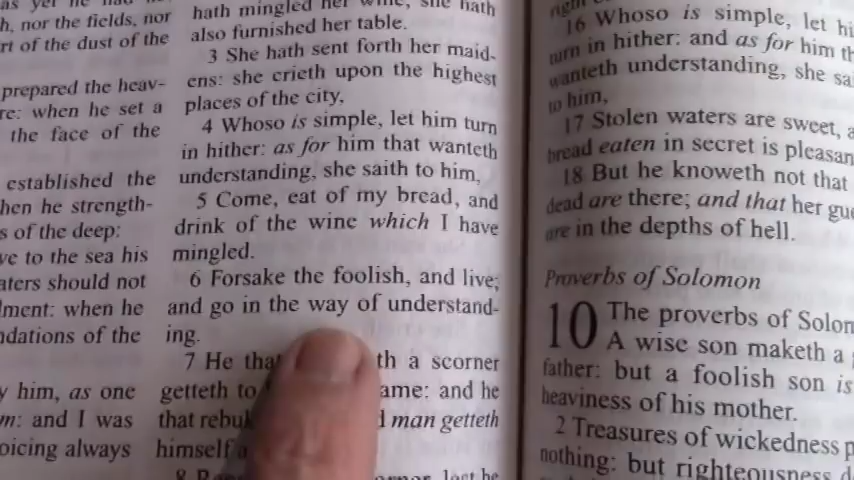 h, nor the fields, nor
rt of the dust of the
prepared the heav-
re: when he set a
the face of the
established the
hen he strength-
s of the deep:
ve to the sea his
aters should not
ment: when he
ndations of the
y him, as one
m: and I was
oicing always
hath mingled her wine; she hath
also furnished her table.
3 She hath sent forth her maid-
ens: she crieth upon the highest
places of the city,
4 Whoso is simple, let him turn
in hither: as for him that wanteth
understanding, she saith to him,
5 Come, eat of my bread, and
drink of the wine which I have
mingled.
6 Forsake the foolish, and live;
and go in the way of understand-
ing.
7 He that th a scorner
getteth to ame: and he
that rebuk man getteth
himself a
8
16 Whoso is simple, let hi
turn in hither: and as for him th
wanteth understanding, she sa
to him,
17 Stolen waters are sweet, a
bread eaten in secret is pleasan
18 But he knoweth not that
dead are there; and that her gue
are in the depths of hell.
Proverbs of Solomon
10 The proverbs of Solom
A wise son maketh a
father: but a foolish son is
heaviness of his mother.
2 Treasures of wickedness p
nothing: but righteousness d